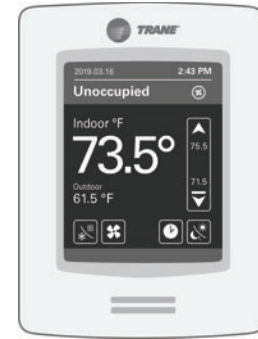 TRANE
2019.03.16 2:43 PM
Unoccupied
Indoor °F
73.5°
75.5
71.5
Outdoor
61.5 °F